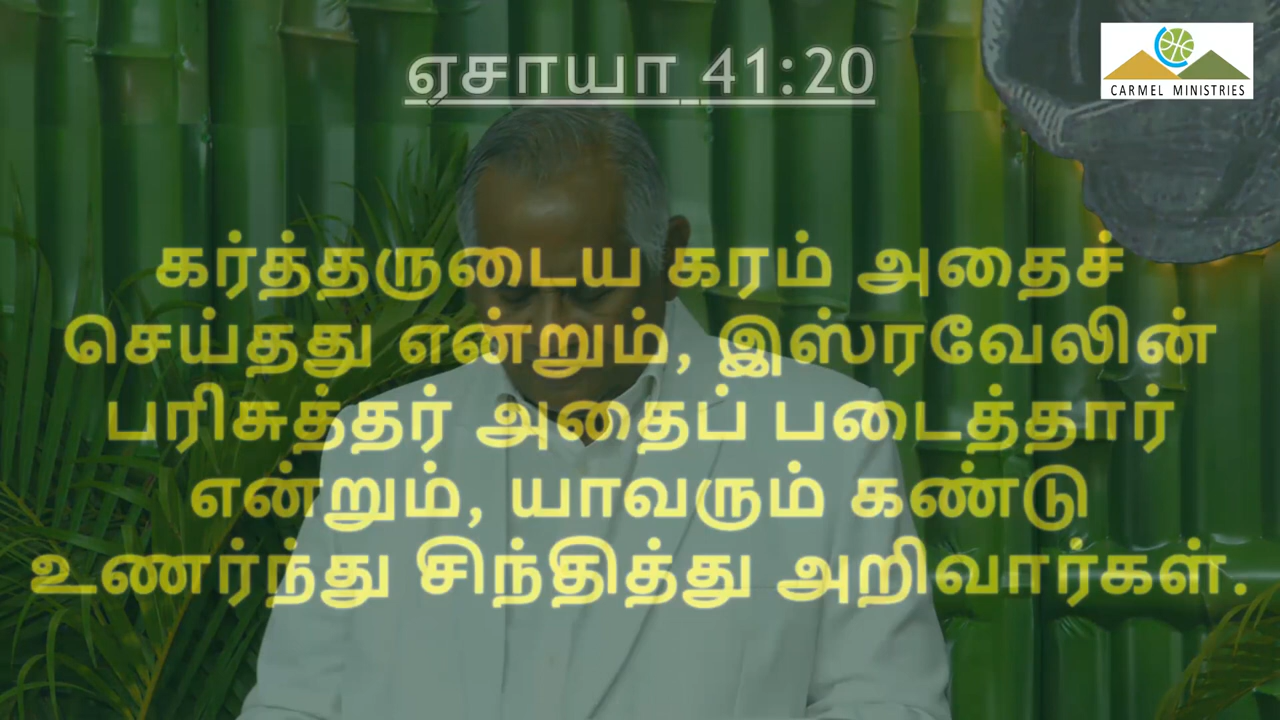 ஏசாயா 41:20
CARMEL MINISTRIES
கர்த்தருடைய கரம் அதைச்
செய்தது என்றும், இஸ்ரவேலின்
பரிசுத்தர் அதைப் படைத்தார்
என்றும், யாவரும் கண்டு
உணர்ந்து சிந்தித்து அறிவார்கள்.